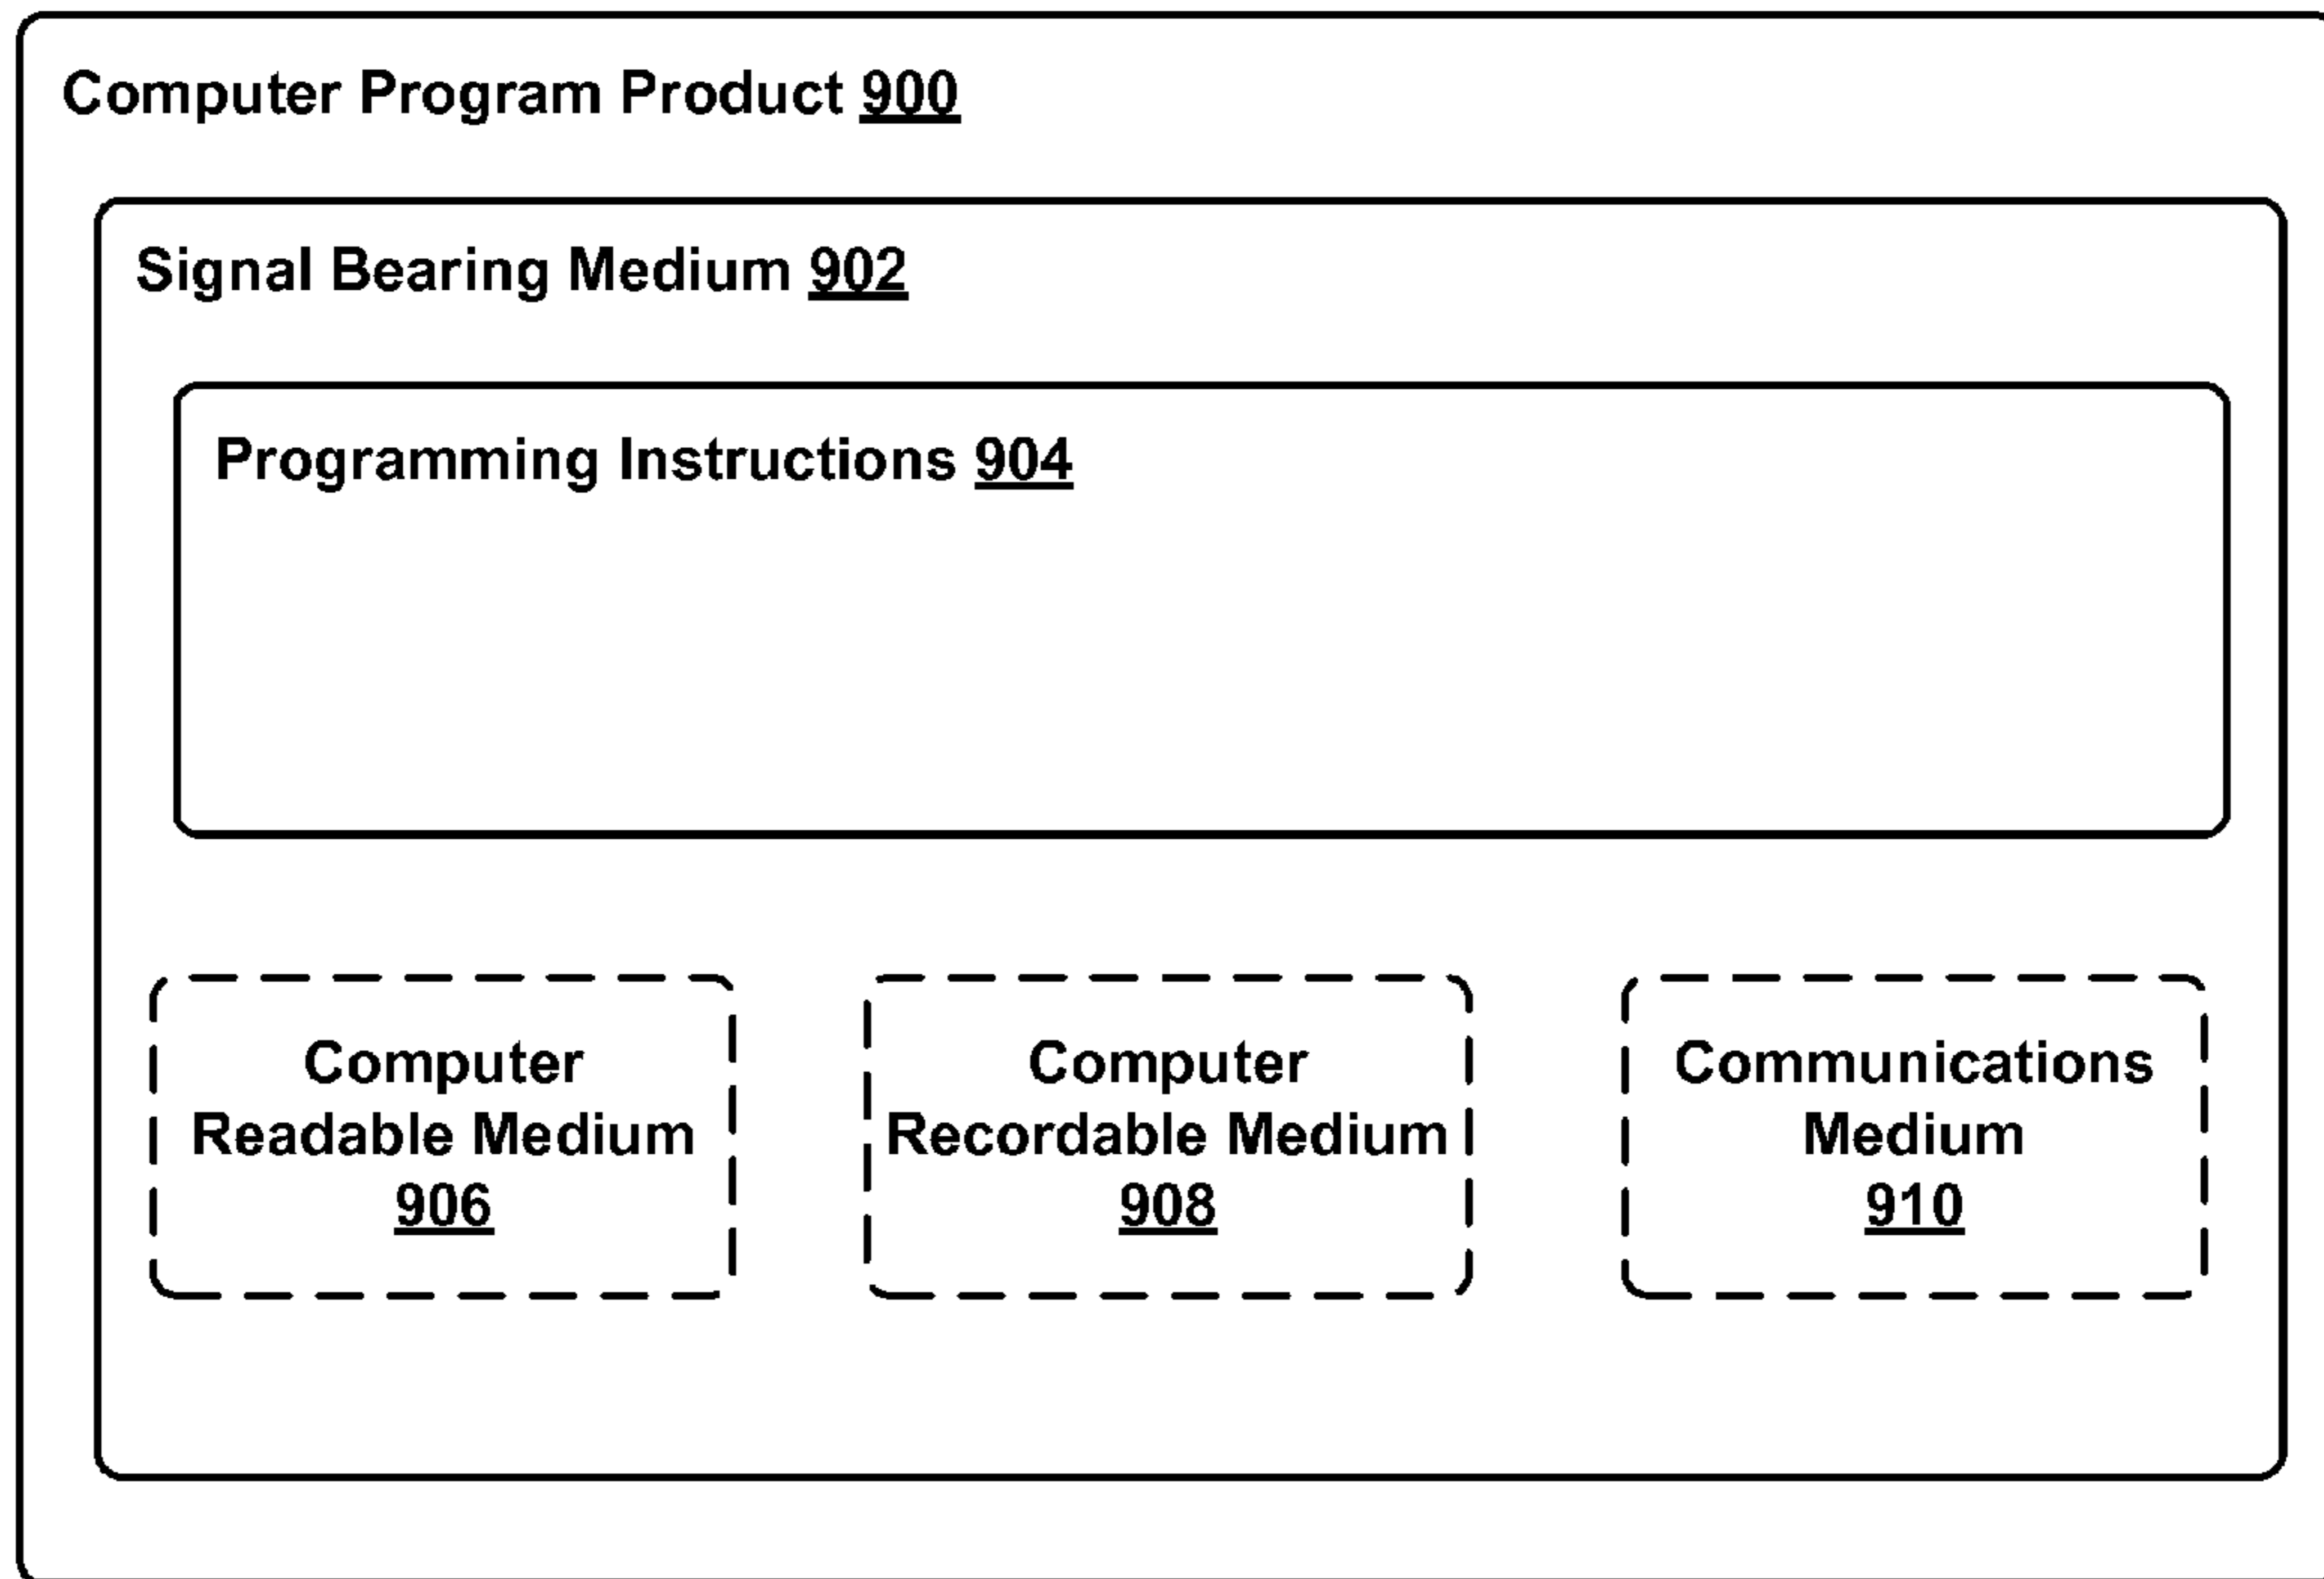 Computer Program Product 900
Signal Bearing Medium 902
Programming Instructions 904
Computer
Readable Medium
906
Computer
Recordable Medium
908
Communications
Medium
910